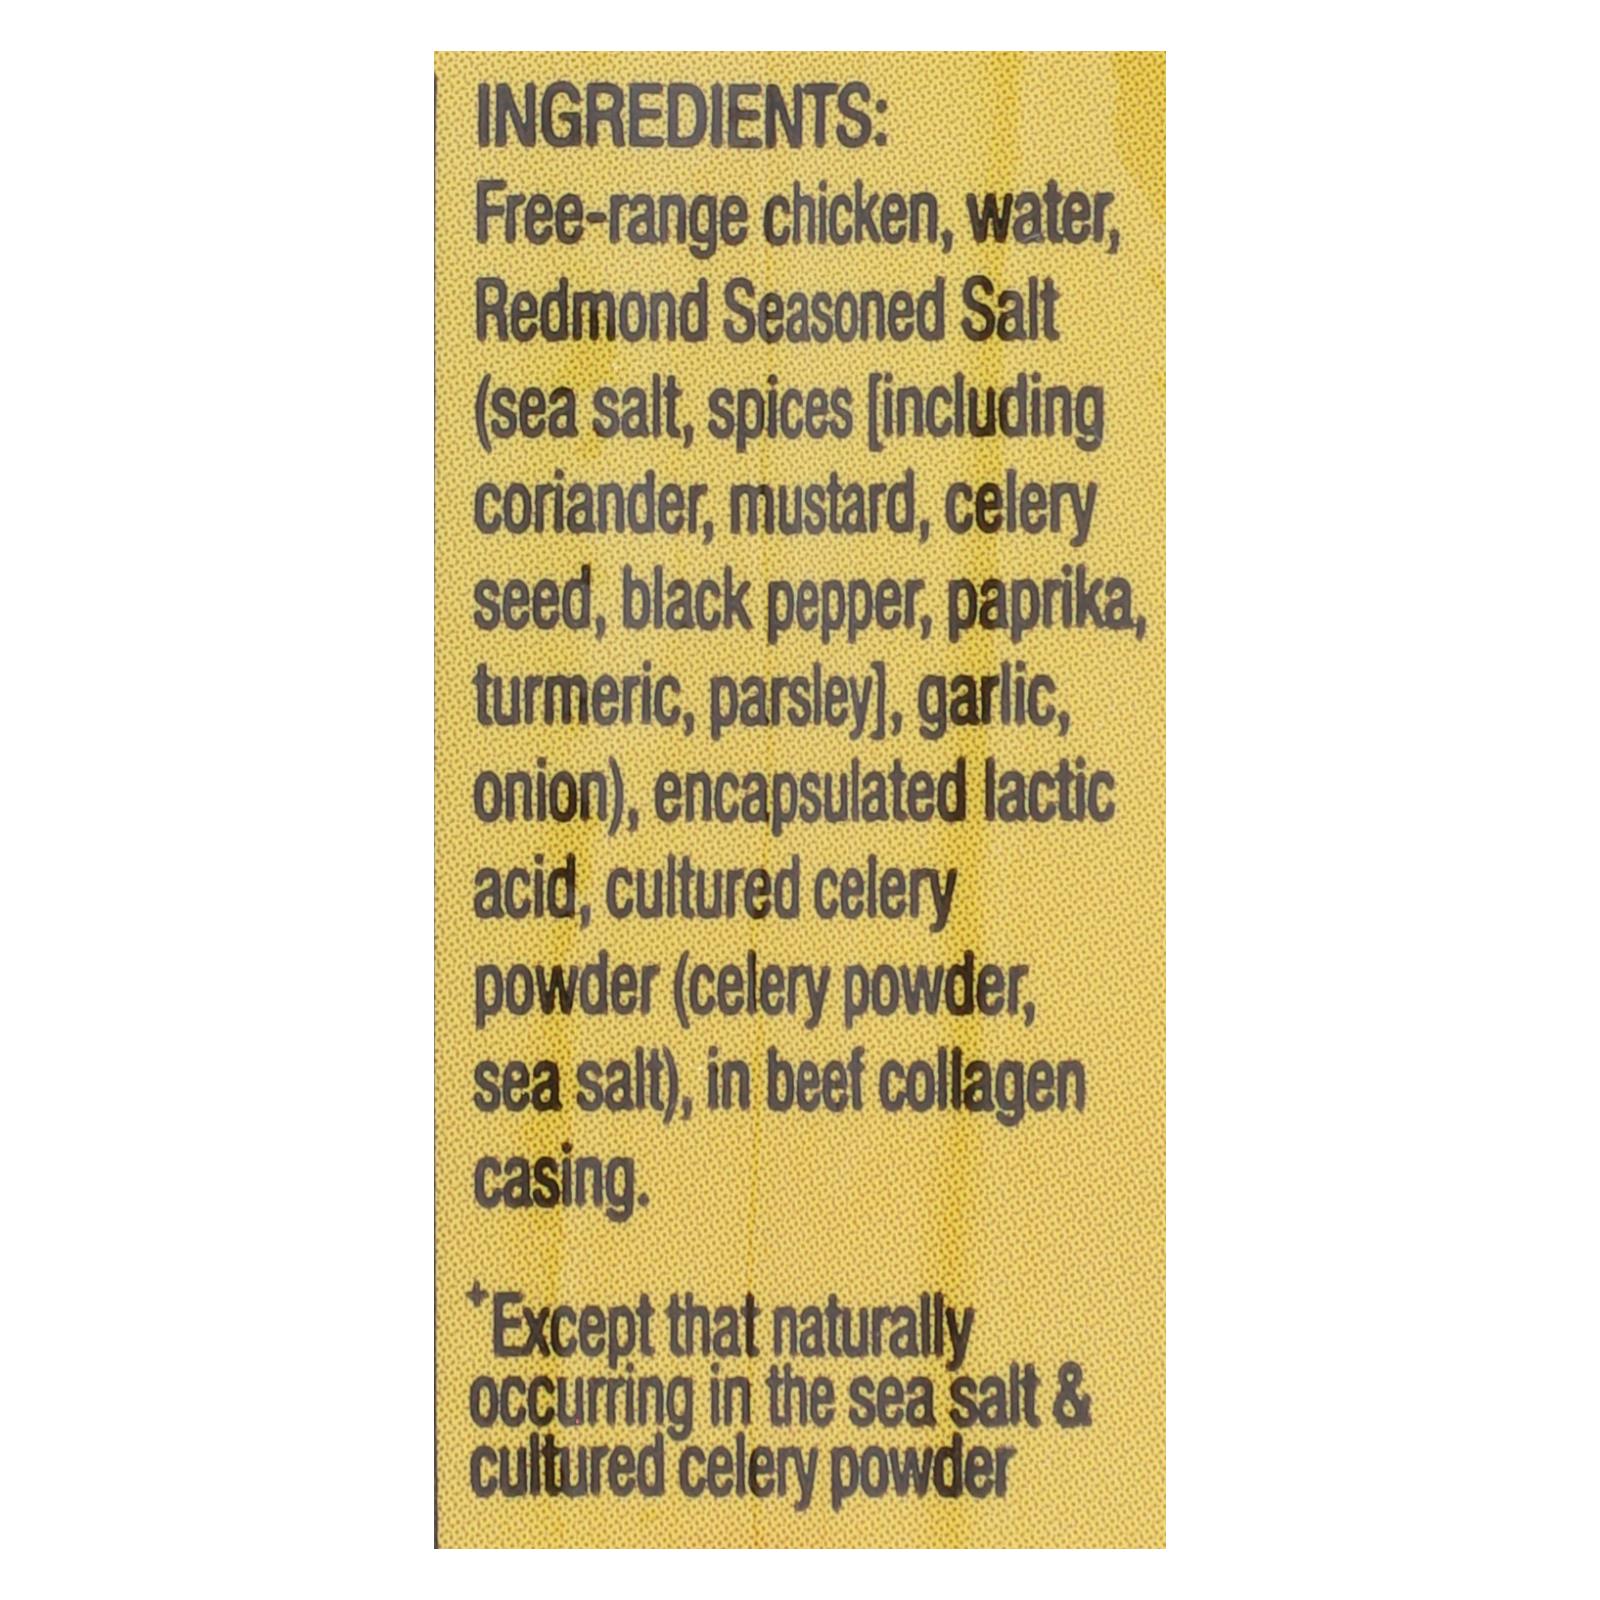 INGREDIENTS:
Free-range chicken, water,
Redmond Seasoned Salt
(sea salt, spices [including
coriander, mustard, celery
seed, black pepper, paprika,
turmeric, parsley], garlic,
onion), encapsulated lactic
acid, cultured celery
powder (celery powder,
sea salt), in beef collagen
casing.
+Except that naturally
occurring in the sea salt &
cultured celery powder